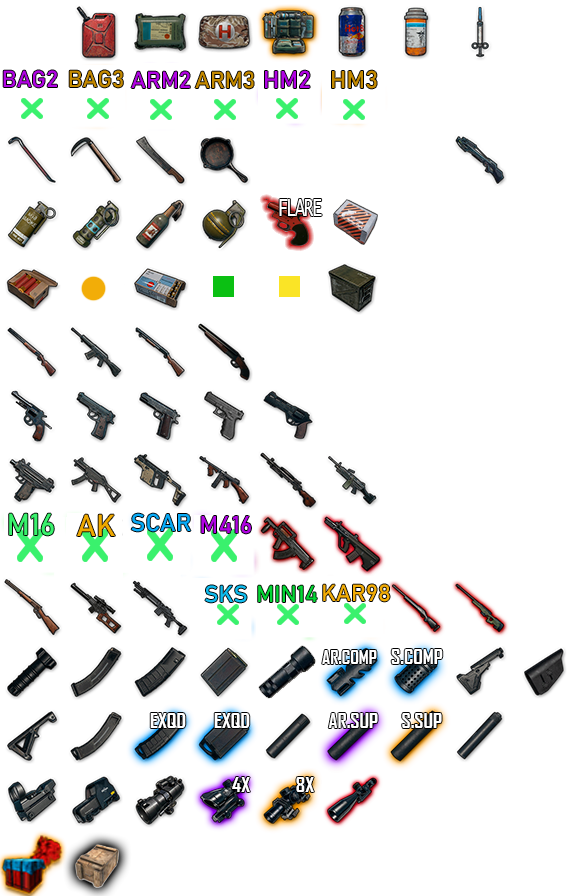 BAG2 BAG3 ARM2 ARM3 HM2 HM3
FLARE
M16 AK SCAR M416
SKS MIN14 KAR98
AR.COMP S.COMP
EXQD EXQD AR.SUP S.SUP
4X 8X